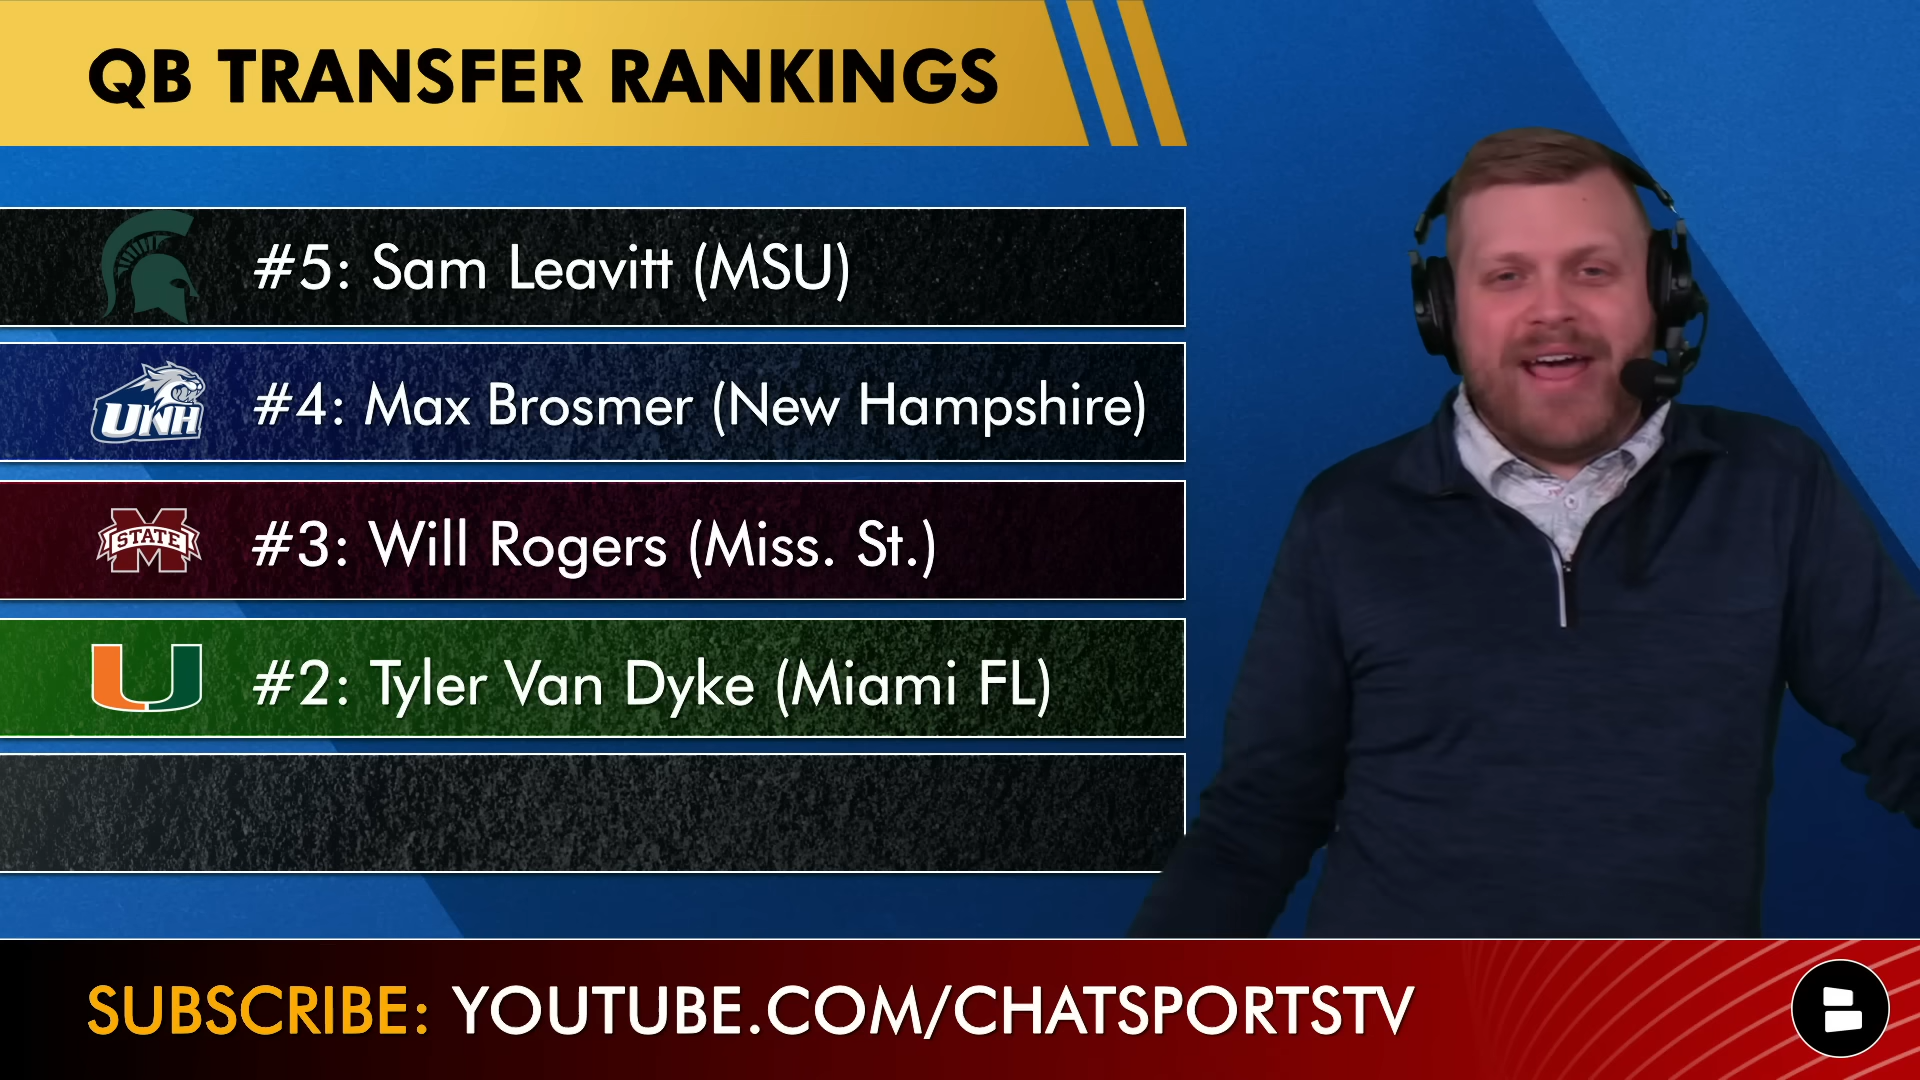 QB TRANSFER RANKINGS
#5: Sam Leavitt (MSU)
UNH
#4: Max Brosmer (New Hampshire)
STATE
#3: Will Rogers (Miss. St.)
#2: Tyler Van Dyke (Miami FL)
SUBSCRIBE: YOUTUBE.COM/CHATSPORTSTV